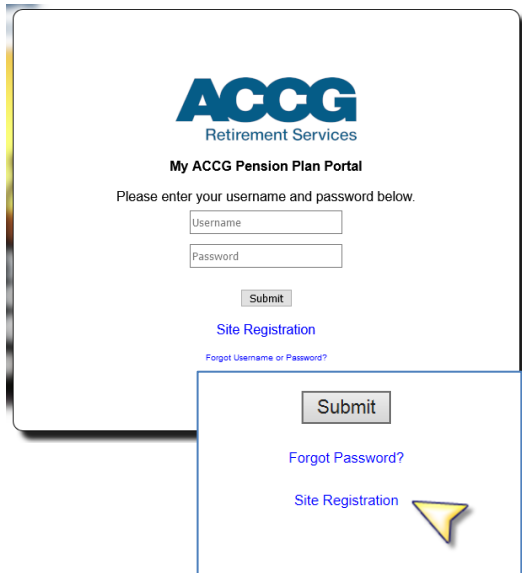 ACCG
Retirement Services
My ACCG Pension Plan Portal
Please enter your username and password below.
Username
Password
Submit
Site Registration
Forgot Username or Password?
Submit
Forgot Password?
Site Registration